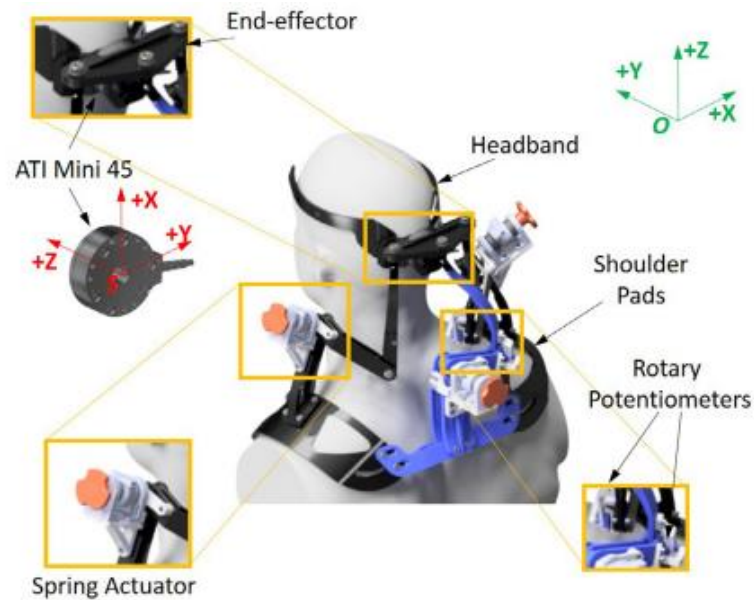 End-effector
+Z
+Y
O
+X
Headband
ATI Mini 45
+X
+Y
+Z
Shoulder
Pads
Rotary
Potentiometers
Spring Actuator